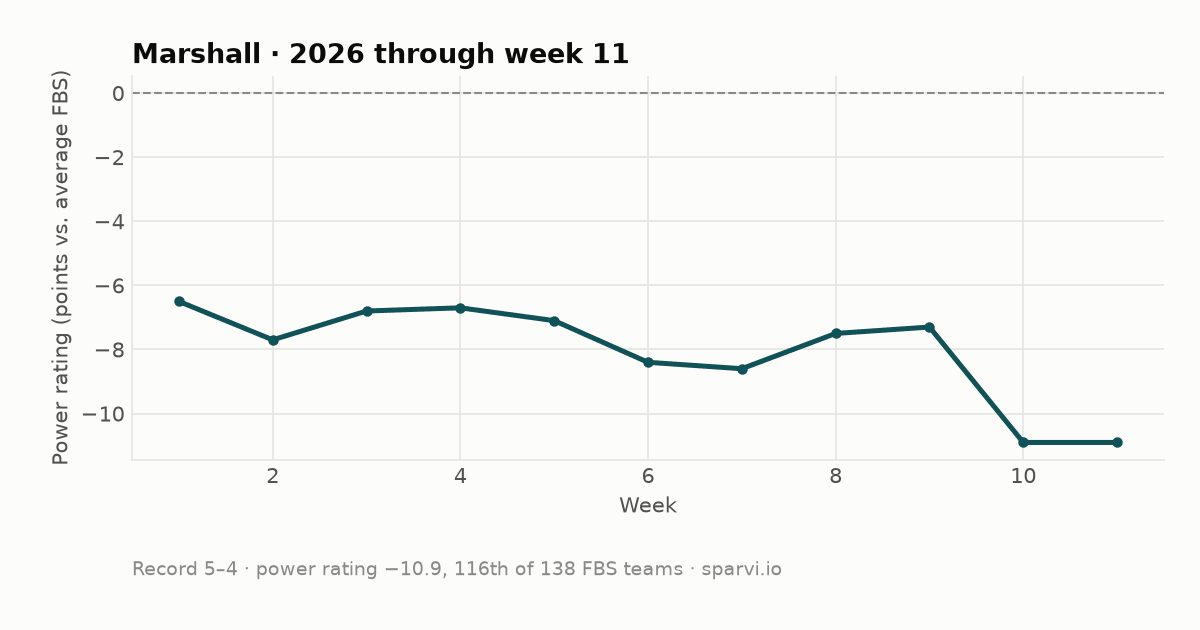 Marshall · 2026 through week 11
Power rating (points vs. average FBS)
0
−2
−4
−6
−8
−10
2 4 6 8 10
Week
Record 5–4 · power rating −10.9, 116th of 138 FBS teams · sparvi.io